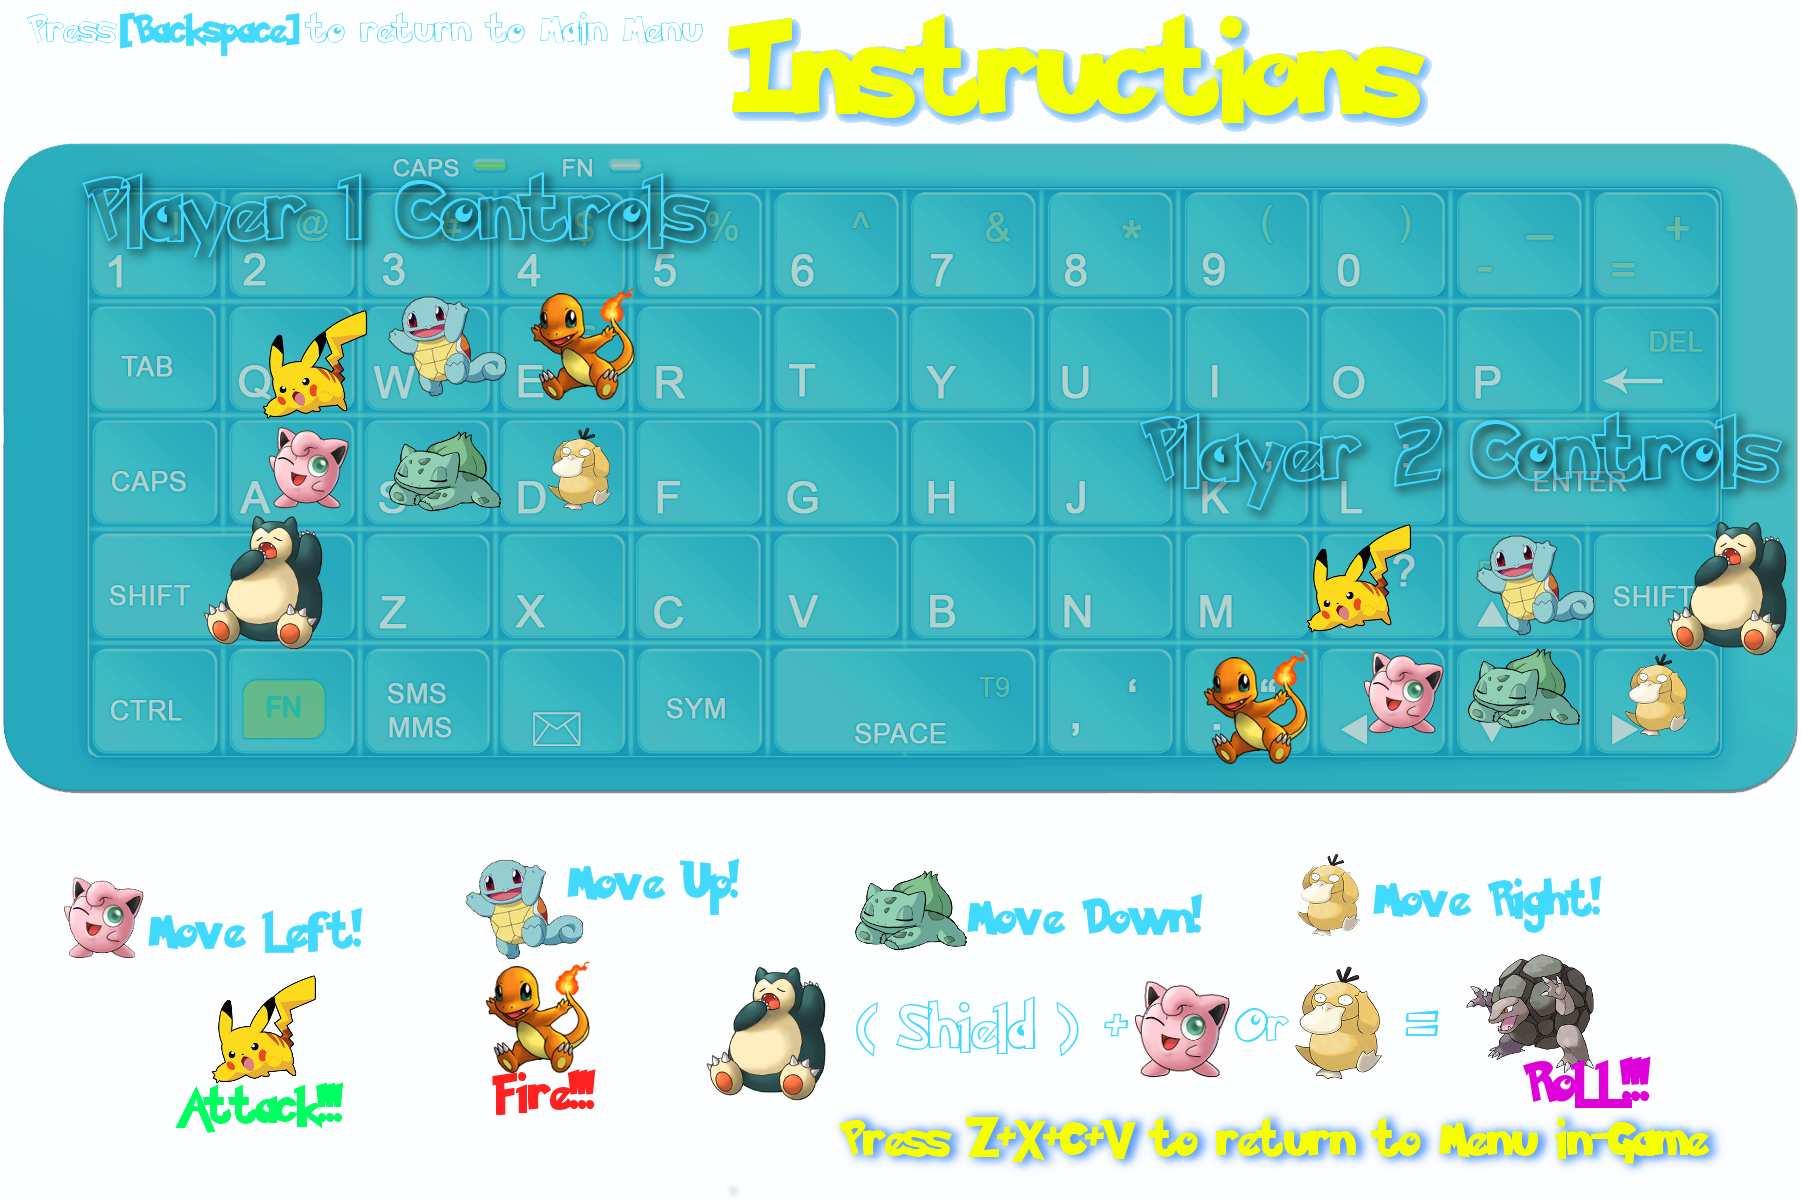 Press [Backspace] to return to Main Menu
Instructions
CAPS FN
Player 1 Controls
! @ # $ % ^ & * ( ) _ +
1 2 3 4 5 6 7 8 9 0 - =
TAB Q W E R T Y U I O P DEL
Player 2 Controls
CAPS A S D F G H J K L ENTER
SHIFT Z X C V B N M ? SHIFT
CTRL FN SMS MMS SYM SPACE T9 , ‘ “
Move Left!
Move Up!
Move Down!
Move Right!
Attack!!!
Fire!!!
( Shield ) + Or =
Roll!!!
Press Z+X+C+V to return to Menu in-Game